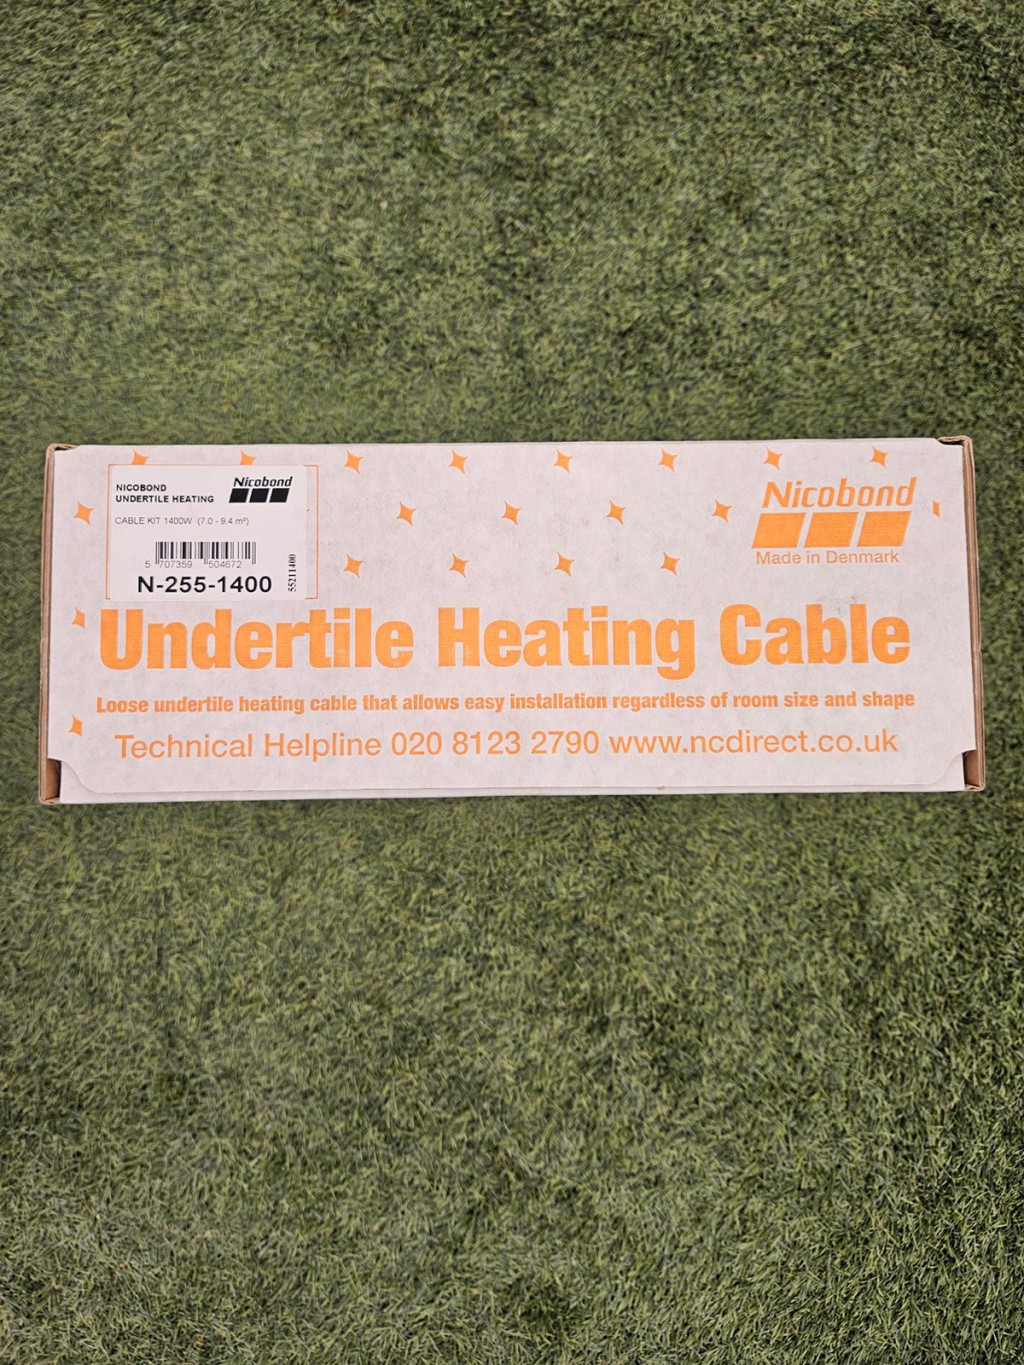 NICOBOND
UNDERTILE HEATING
Nicobond
CABLE KIT 1400W (7.0 - 9.4 m²)
5 707359 504672
N-255-1400
55211400
Nicobond
Made in Denmark
Undertile Heating Cable
Loose undertile heating cable that allows easy installation regardless of room size and shape
Technical Helpline 020 8123 2790 www.ncdirect.co.uk